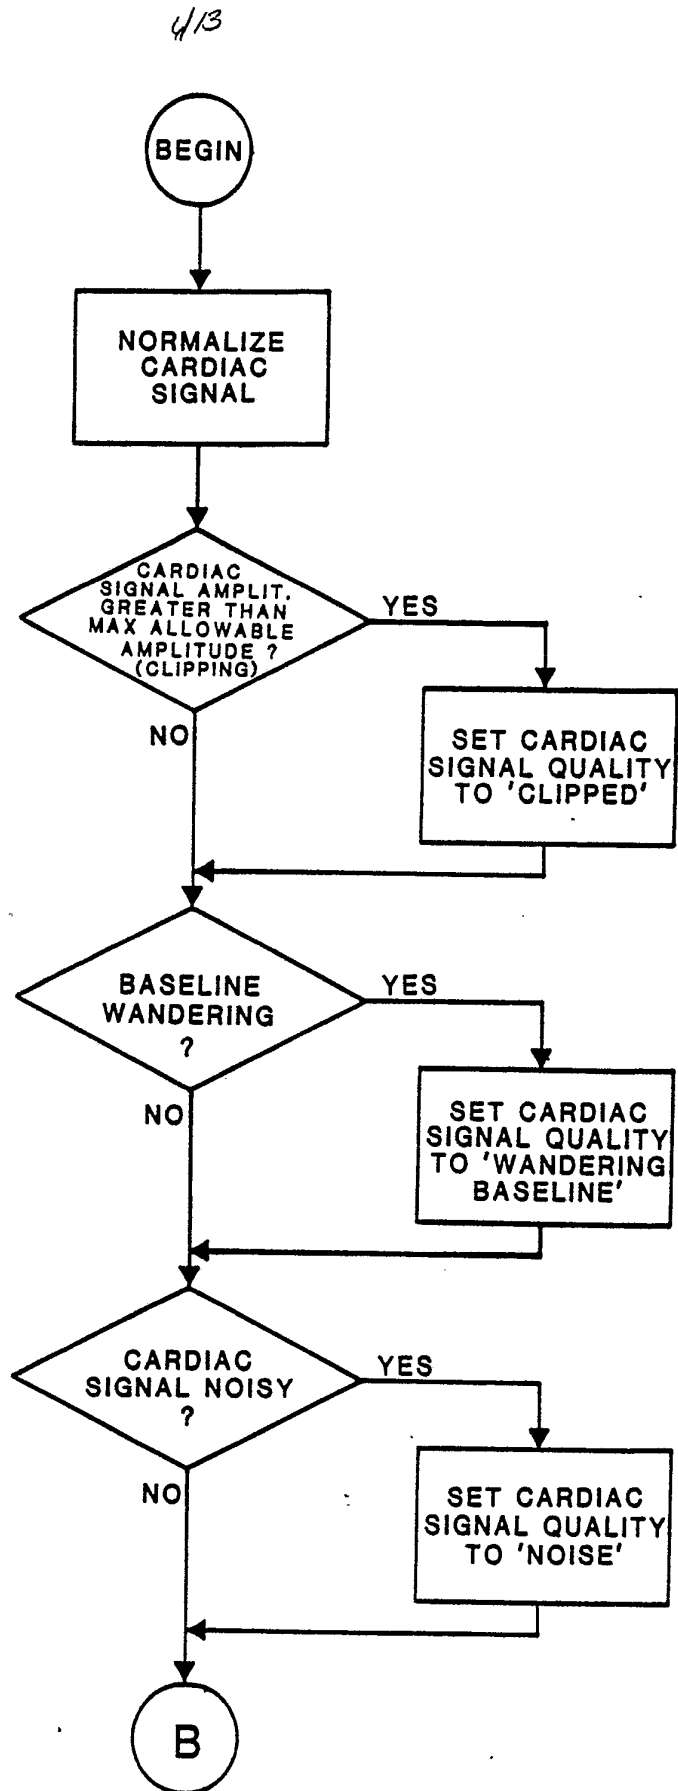 4/13
BEGIN
NORMALIZE
CARDIAC
SIGNAL
CARDIAC
SIGNAL AMPLIT.
GREATER THAN
MAX ALLOWABLE
AMPLITUDE ?
(CLIPPING)
YES
NO
SET CARDIAC
SIGNAL QUALITY
TO 'CLIPPED'
BASELINE
WANDERING
?
YES
NO
SET CARDIAC
SIGNAL QUALITY
TO 'WANDERING
BASELINE'
CARDIAC
SIGNAL NOISY
?
YES
NO
SET CARDIAC
SIGNAL QUALITY
TO 'NOISE'
B